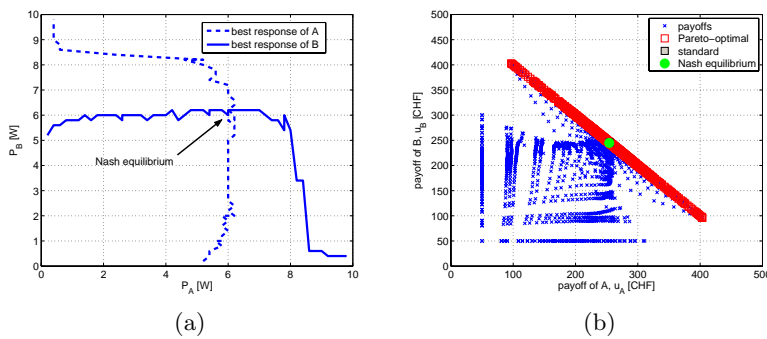 10
9
8
7
6
5
4
3
2
1
0
P_B [W]
best response of A
best response of B
Nash equilibrium
0 2 4 6 8 10
P_A [W]
(a)
500
450
400
350
300
250
200
150
100
50
0
payoff of B, u_B [CHF]
payoffs
Pareto-optimal
standard
Nash equilibrium
0 100 200 300 400 500
payoff of A, u_A [CHF]
(b)